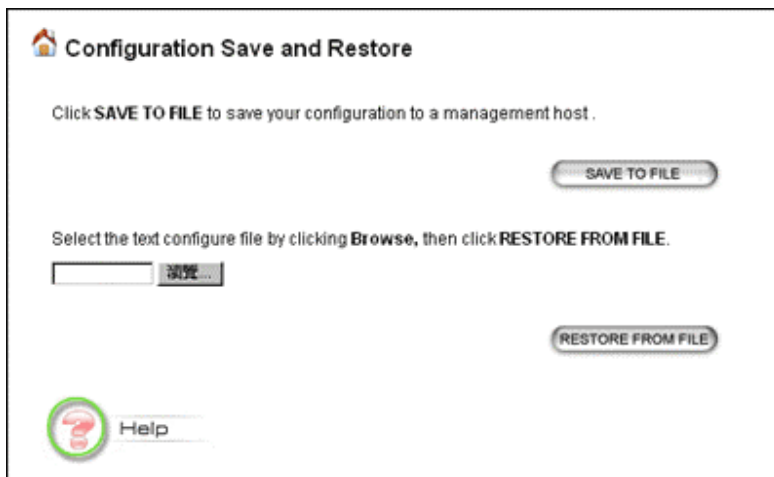 Configuration Save and Restore
Click SAVE TO FILE to save your configuration to a management host .
SAVE TO FILE
Select the text configure file by clicking Browse, then click RESTORE FROM FILE.
瀏覽...
RESTORE FROM FILE
Help